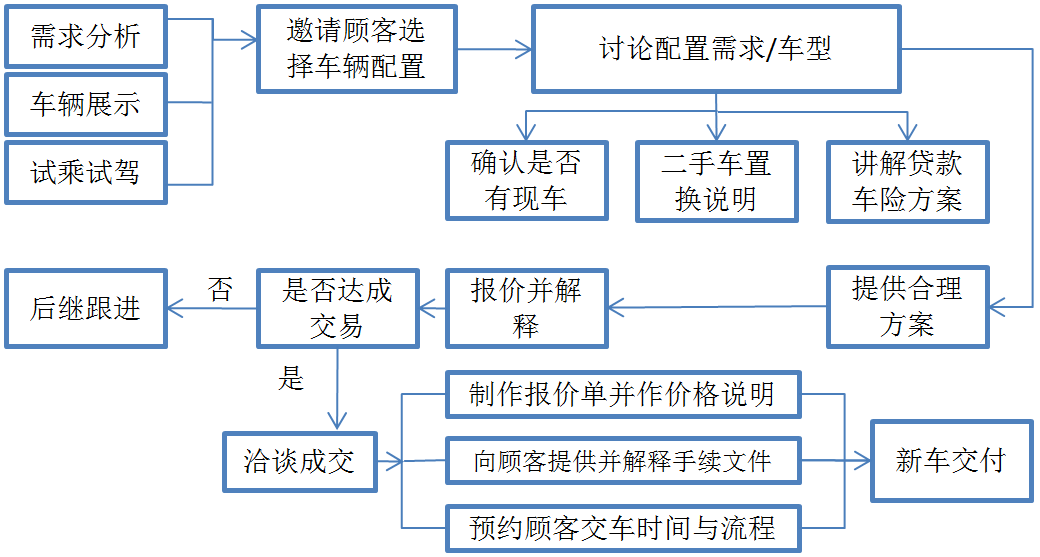 需求分析
车辆展示
试乘试驾
邀请顾客选
择车辆配置
讨论配置需求/车型
确认是否
有现车
二手车置
换说明
讲解贷款
车险方案
提供合理
方案
报价并解
释
是否达成
交易
否
后继跟进
是
洽谈成交
制作报价单并作价格说明
向顾客提供并解释手续文件
预约顾客交车时间与流程
新车交付